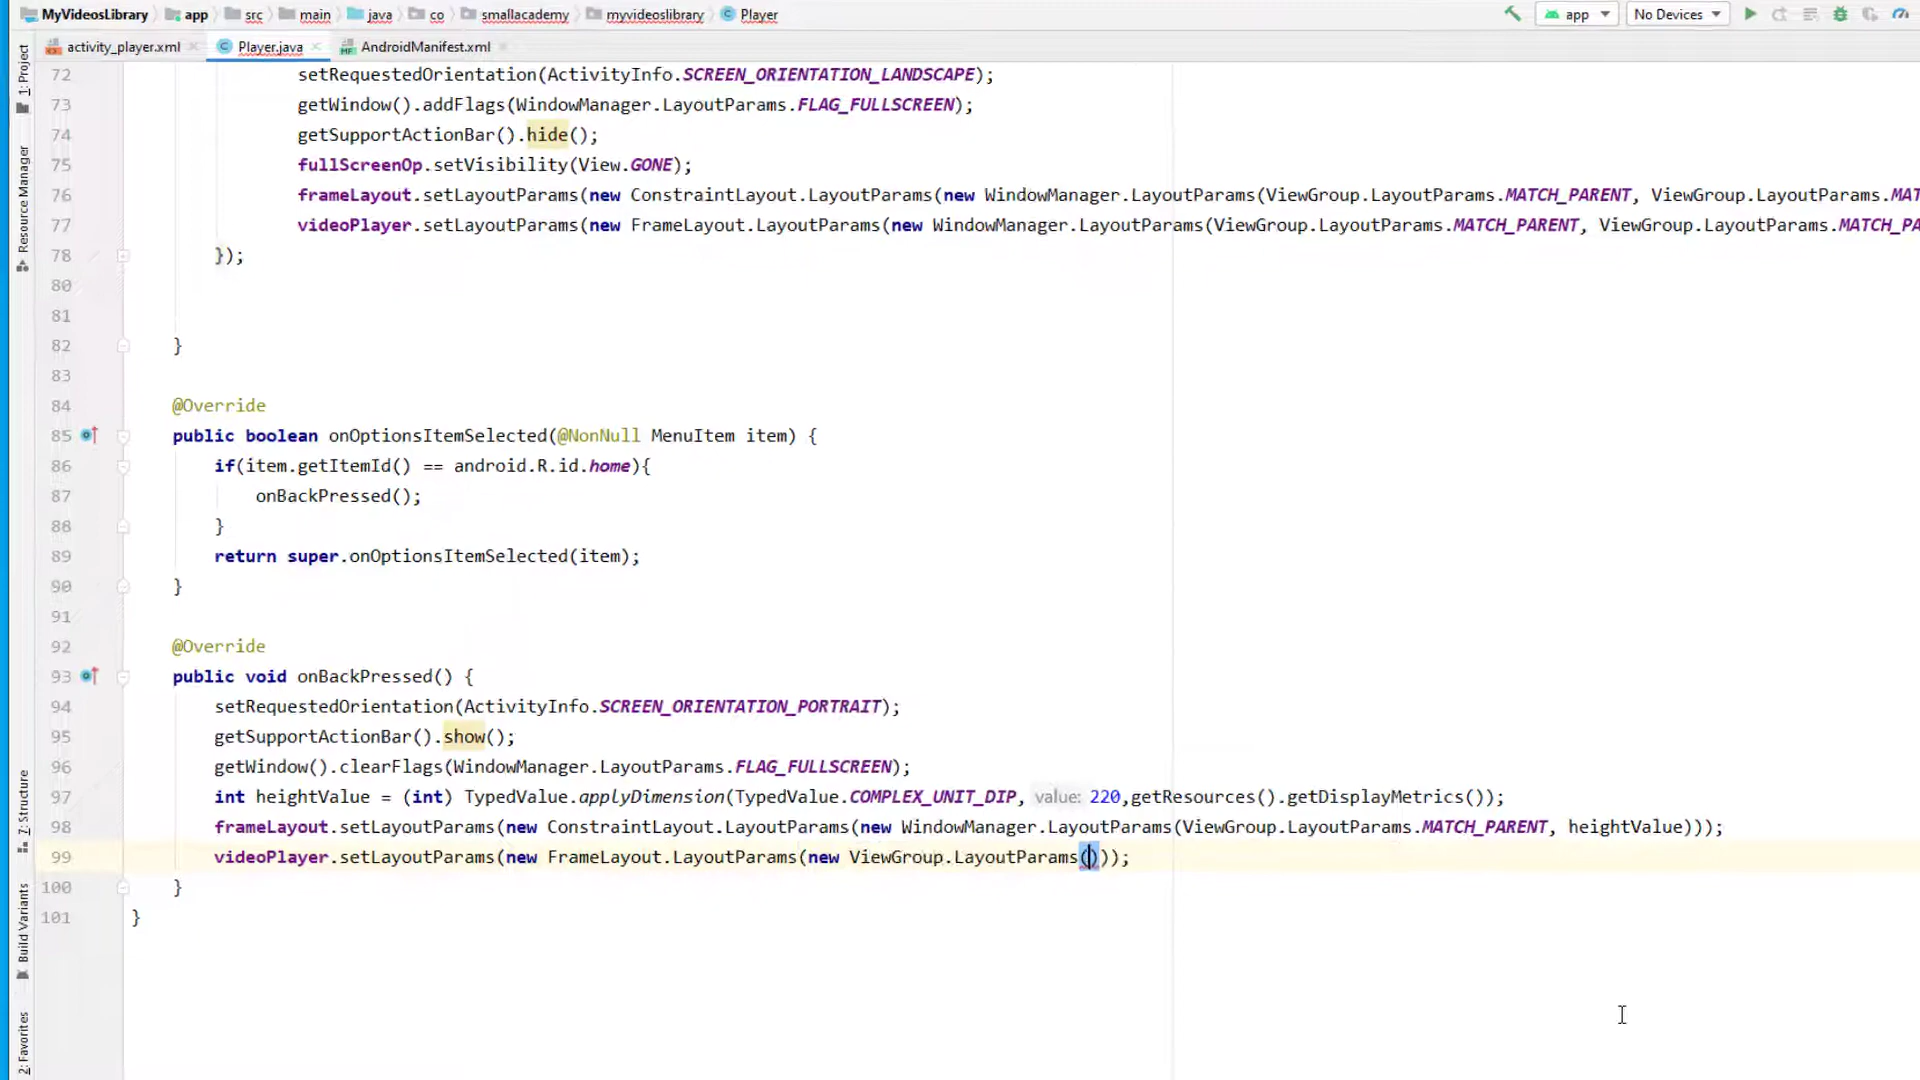 MyVideosLibrary app src main java co smallacademy myvideoslibrary Player app No Devices
activity_player.xml Player.java AndroidManifest.xml
1: Project
Resource Manager
7: Structure
Build Variants
2: Favorites
72 setRequestedOrientation(ActivityInfo.SCREEN_ORIENTATION_LANDSCAPE);
73 getWindow().addFlags(WindowManager.LayoutParams.FLAG_FULLSCREEN);
74 getSupportActionBar().hide();
75 fullScreenOp.setVisibility(View.GONE);
76 frameLayout.setLayoutParams(new ConstraintLayout.LayoutParams(new WindowManager.LayoutParams(ViewGroup.LayoutParams.MATCH_PARENT, ViewGroup.LayoutParams.MAT
77 videoPlayer.setLayoutParams(new FrameLayout.LayoutParams(new WindowManager.LayoutParams(ViewGroup.LayoutParams.MATCH_PARENT, ViewGroup.LayoutParams.MATCH_PA
78 });
80
81
82 }
83
84 @Override
85 public boolean onOptionsItemSelected(@NonNull MenuItem item) {
86 if(item.getItemId() == android.R.id.home){
87 onBackPressed();
88 }
89 return super.onOptionsItemSelected(item);
90 }
91
92 @Override
93 public void onBackPressed() {
94 setRequestedOrientation(ActivityInfo.SCREEN_ORIENTATION_PORTRAIT);
95 getSupportActionBar().show();
96 getWindow().clearFlags(WindowManager.LayoutParams.FLAG_FULLSCREEN);
97 int heightValue = (int) TypedValue.applyDimension(TypedValue.COMPLEX_UNIT_DIP, value: 220,getResources().getDisplayMetrics());
98 frameLayout.setLayoutParams(new ConstraintLayout.LayoutParams(new WindowManager.LayoutParams(ViewGroup.LayoutParams.MATCH_PARENT, heightValue)));
99 videoPlayer.setLayoutParams(new FrameLayout.LayoutParams(new ViewGroup.LayoutParams()));
100 }
101 }